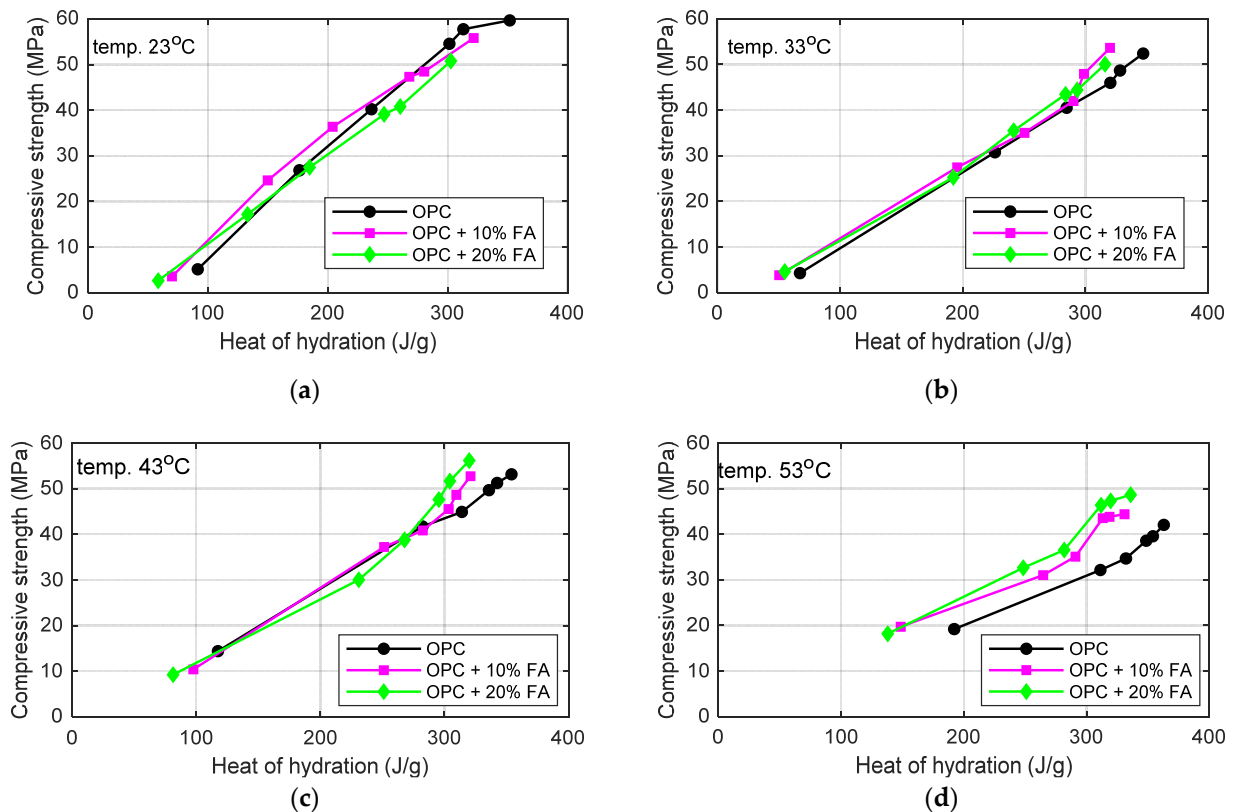 60
50
40
30
20
10
0
Compressive strength (MPa)
temp. 23°C
OPC
OPC + 10% FA
OPC + 20% FA
0 100 200 300 400
Heat of hydration (J/g)
(a)
60
50
40
30
20
10
0
Compressive strength (MPa)
temp. 33°C
OPC
OPC + 10% FA
OPC + 20% FA
0 100 200 300 400
Heat of hydration (J/g)
(b)
60
50
40
30
20
10
0
Compressive strength (MPa)
temp. 43°C
OPC
OPC + 10% FA
OPC + 20% FA
0 100 200 300 400
Heat of hydration (J/g)
(c)
60
50
40
30
20
10
0
Compressive strength (MPa)
temp. 53°C
OPC
OPC + 10% FA
OPC + 20% FA
0 100 200 300 400
Heat of hydration (J/g)
(d)